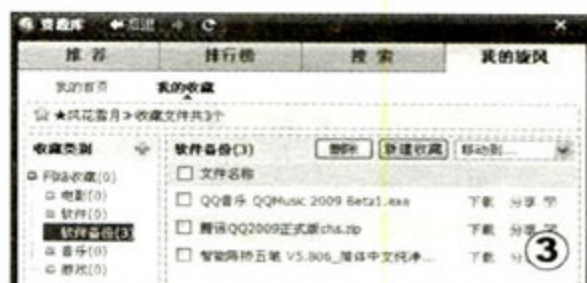 资源库 后退
推荐 排行榜 搜索 我的旋风
我的首页 我的收藏
★风花雪月>收藏文件共3个
收藏类别 软件备份(3) 删除 新建收藏 移动到...
网络收藏(0) 文件名称
电影(0) QQ音乐 QQMusic 2009 Beta1.exe 下载 分享
软件(0)
软件备份(3) 腾讯QQ2009正式版chs.zip 下载 分享
音乐(0) 智能陈桥五笔 V5.806_简体中文纯净... 下载 分
游戏(0)
3